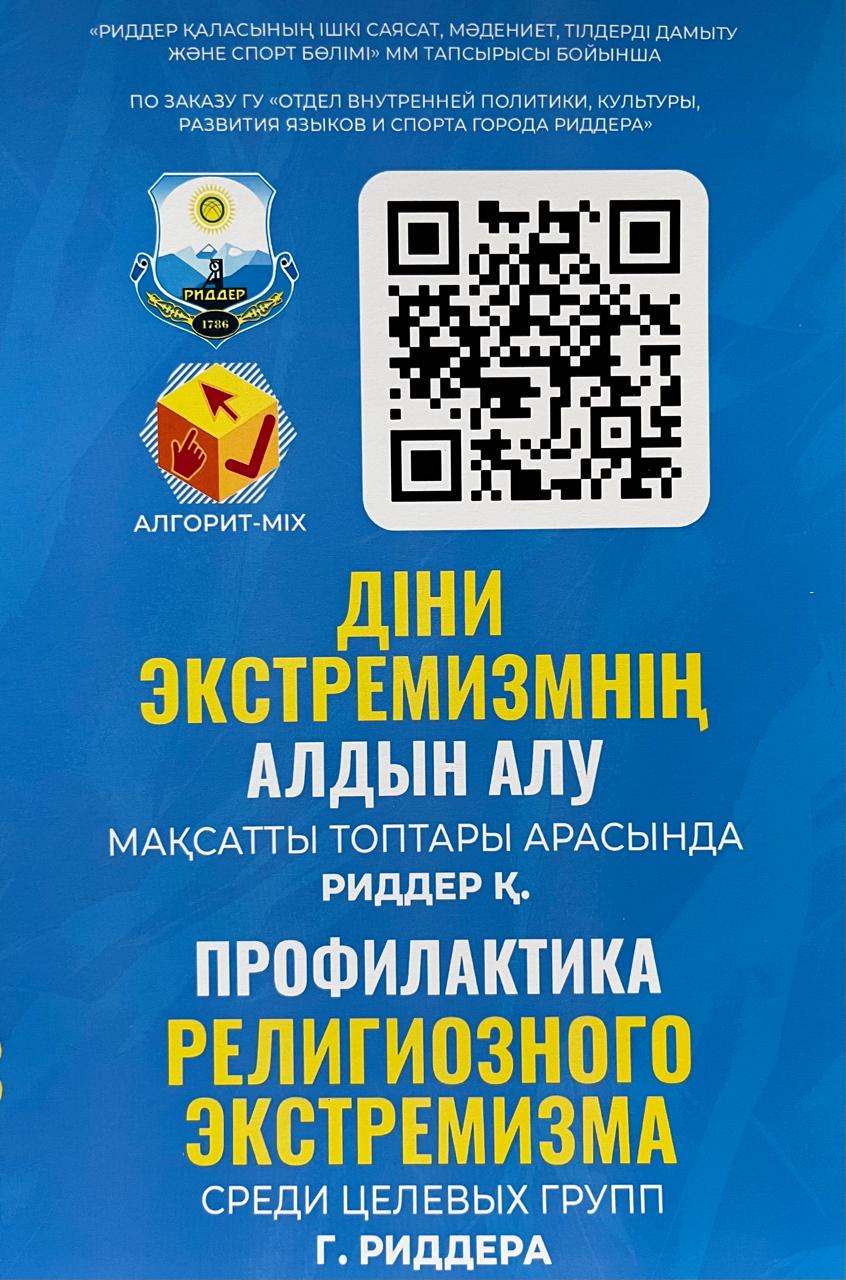 «РИДДЕР ҚАЛАСЫНЫҢ ІШКІ САЯСАТ, МӘДЕНИЕТ, ТІЛДЕРДІ ДАМЫТУ
ЖӘНЕ СПОРТ БӨЛІМІ» ММ ТАПСЫРЫСЫ БОЙЫНША
ПО ЗАКАЗУ ГУ «ОТДЕЛ ВНУТРЕННЕЙ ПОЛИТИКИ, КУЛЬТУРЫ,
РАЗВИТИЯ ЯЗЫКОВ И СПОРТА ГОРОДА РИДДЕРА»
РИДДЕР
1786
АЛГОРИТ-MIX
ДІНИ
ЭКСТРЕМИЗМНІҢ
АЛДЫН АЛУ
МАҚСАТТЫ ТОПТАРЫ АРАСЫНДА
РИДДЕР Қ.
ПРОФИЛАКТИКА
РЕЛИГИОЗНОГО
ЭКСТРЕМИЗМА
СРЕДИ ЦЕЛЕВЫХ ГРУПП
Г. РИДДЕРА